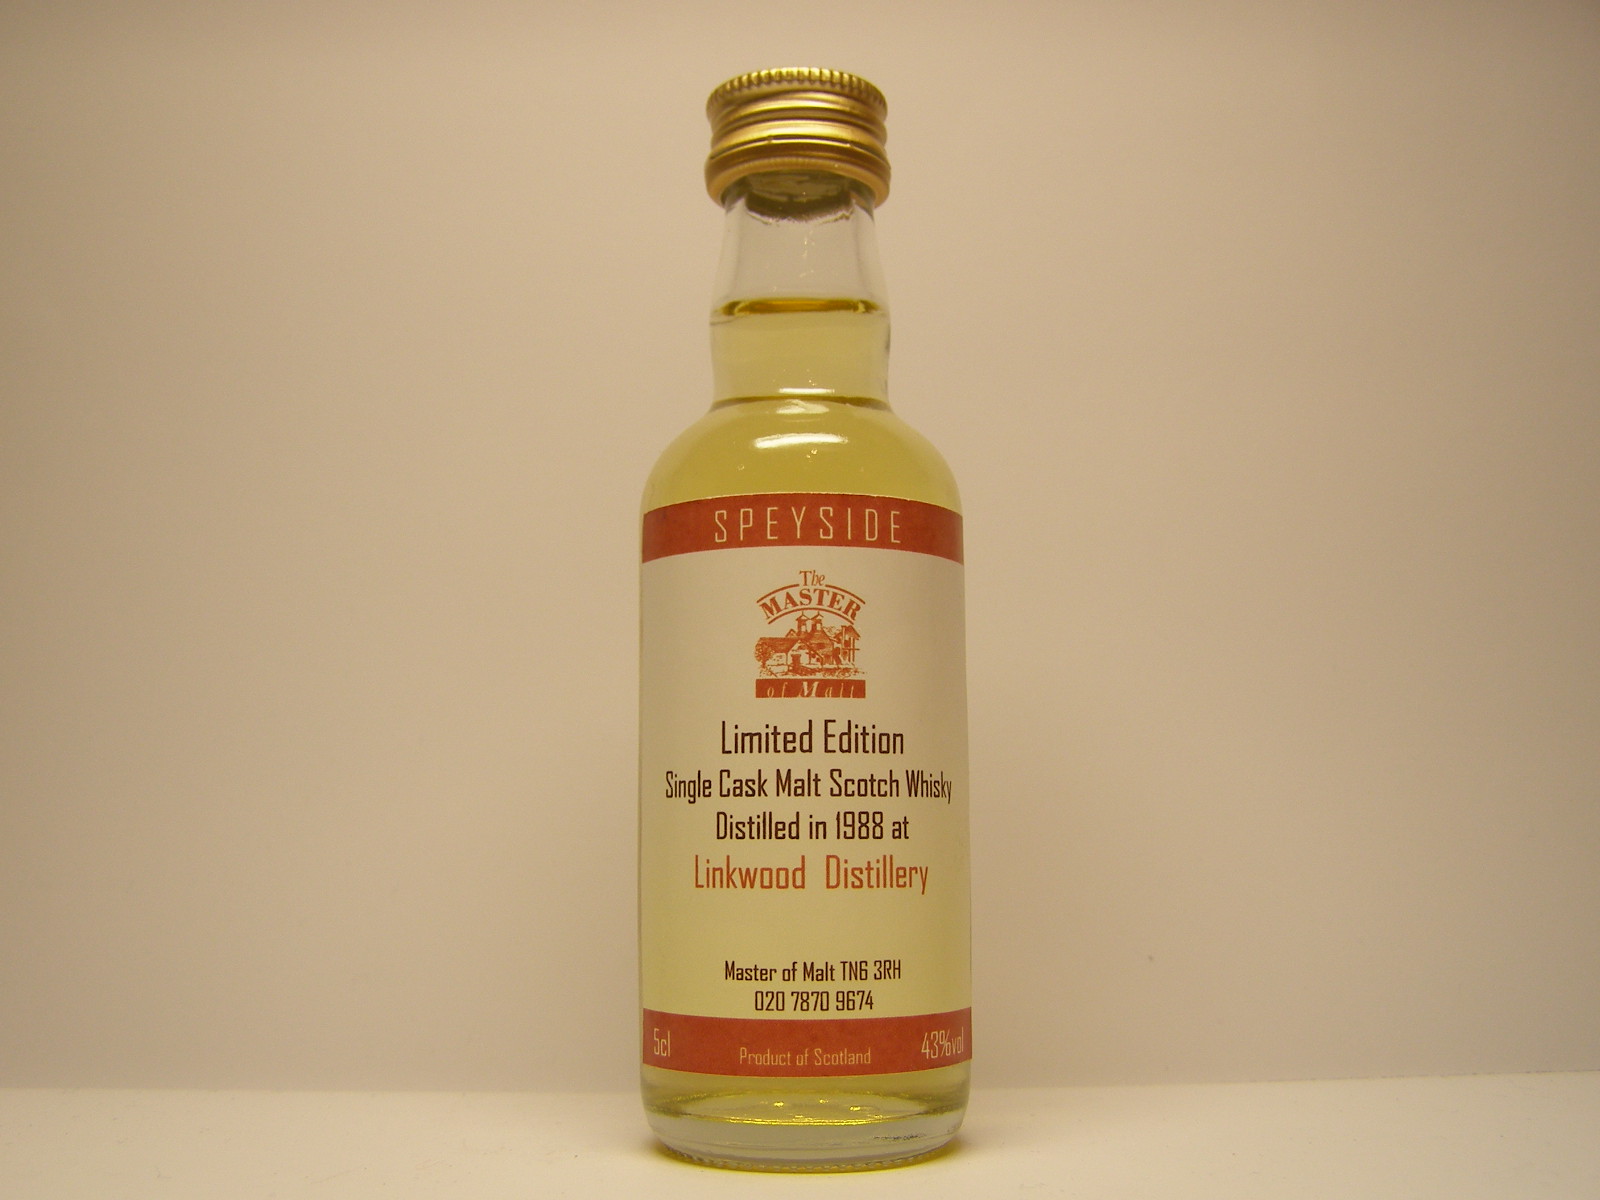 SPEYSIDE
The
MASTER
of Malt
Limited Edition
Single Cask Malt Scotch Whisky
Distilled in 1988 at
Linkwood Distillery
Master of Malt TN6 3RH
020 7870 9674
5cl
Product of Scotland
43%vol